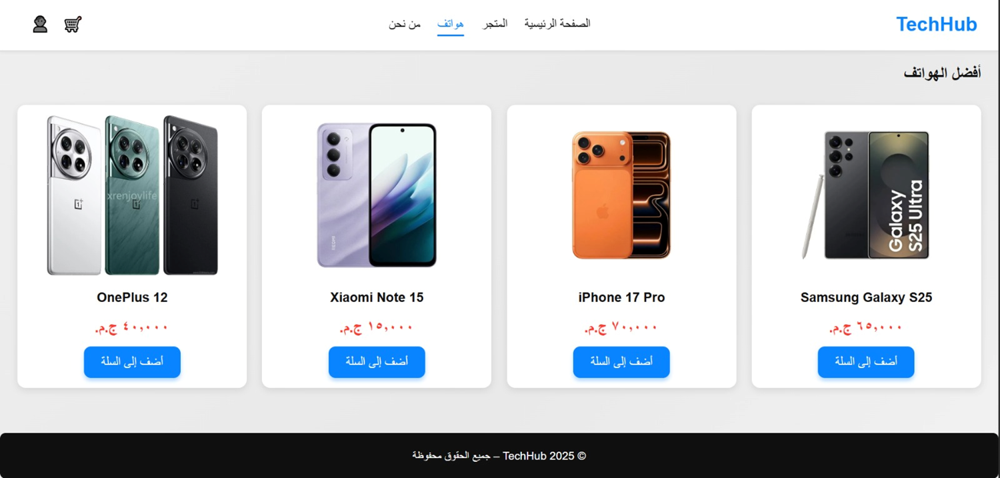 TechHub
الصفحة الرئيسية
المتجر
هواتف
من نحن
أفضل الهواتف
Galaxy
S25 Ultra
Samsung Galaxy S25
٦٥,٠٠٠ ج.م.
أضف إلى السلة
iPhone 17 Pro
٧٠,٠٠٠ ج.م.
أضف إلى السلة
REDMI
Xiaomi Note 15
١٥,٠٠٠ ج.م.
أضف إلى السلة
xrenjoylife
OnePlus 12
٤٠,٠٠٠ ج.م.
أضف إلى السلة
© 2025 TechHub – جميع الحقوق محفوظة